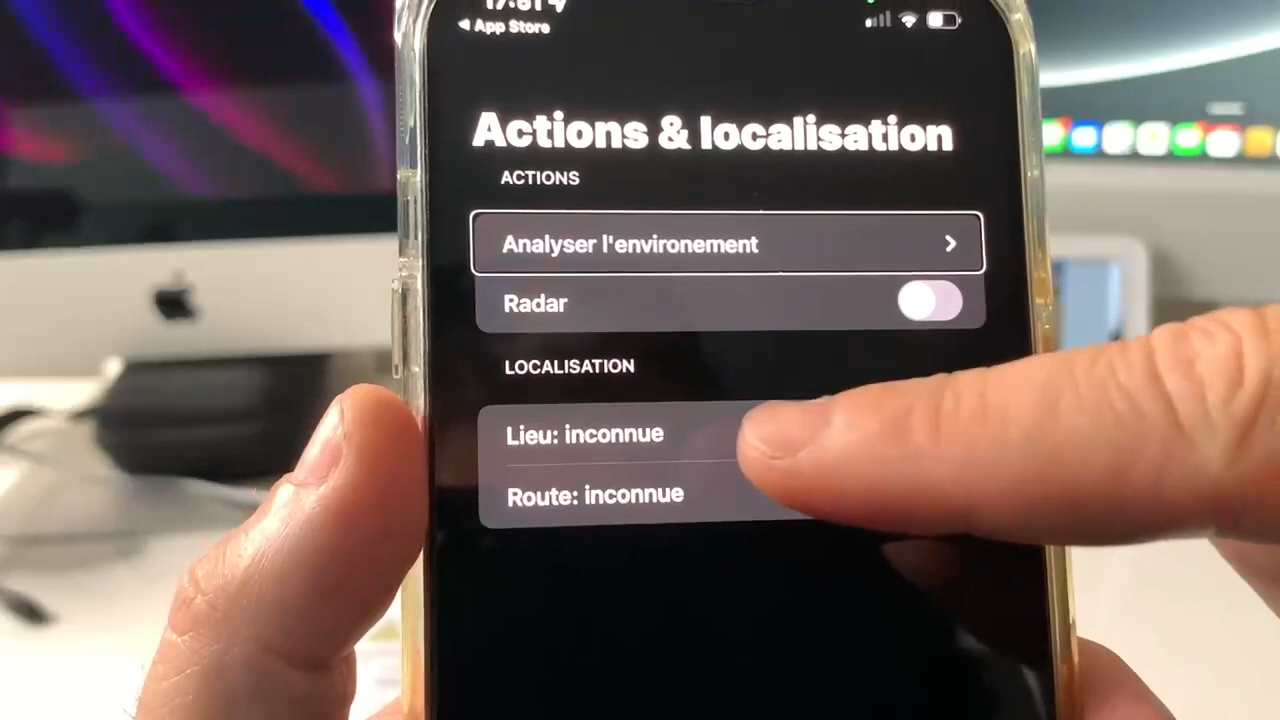 App Store
Actions & localisation
ACTIONS
Analyser l'environement
Radar
LOCALISATION
Lieu: inconnue
Route: inconnue